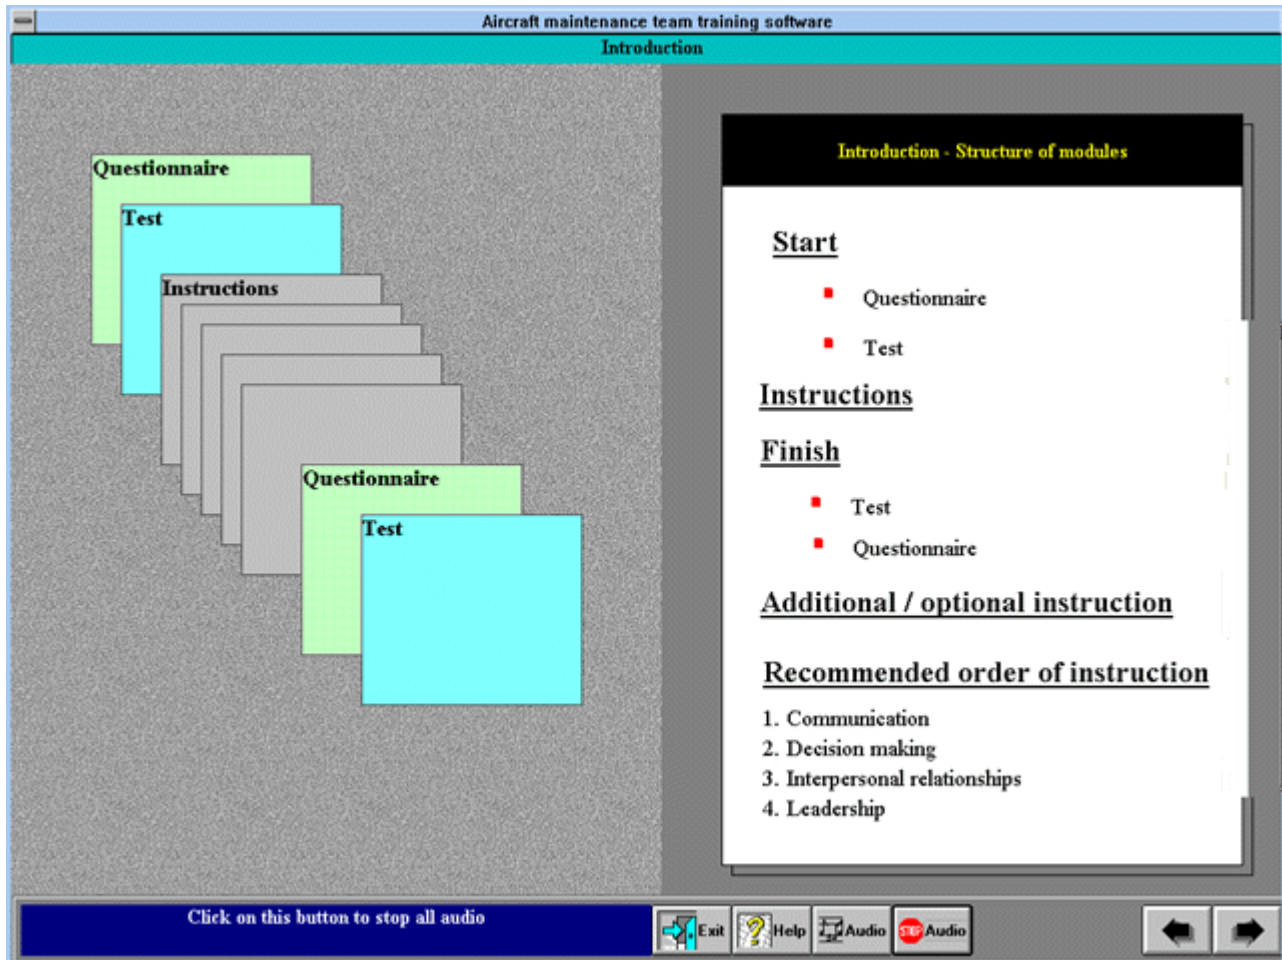 Aircraft maintenance team training software
Introduction
Questionnaire
Test
Instructions
Questionnaire
Test
Introduction - Structure of modules
Start
Questionnaire
Test
Instructions
Finish
Test
Questionnaire
Additional / optional instruction
Recommended order of instruction
1. Communication
2. Decision making
3. Interpersonal relationships
4. Leadership
Click on this button to stop all audio
Exit
Help
Audio
STOP Audio